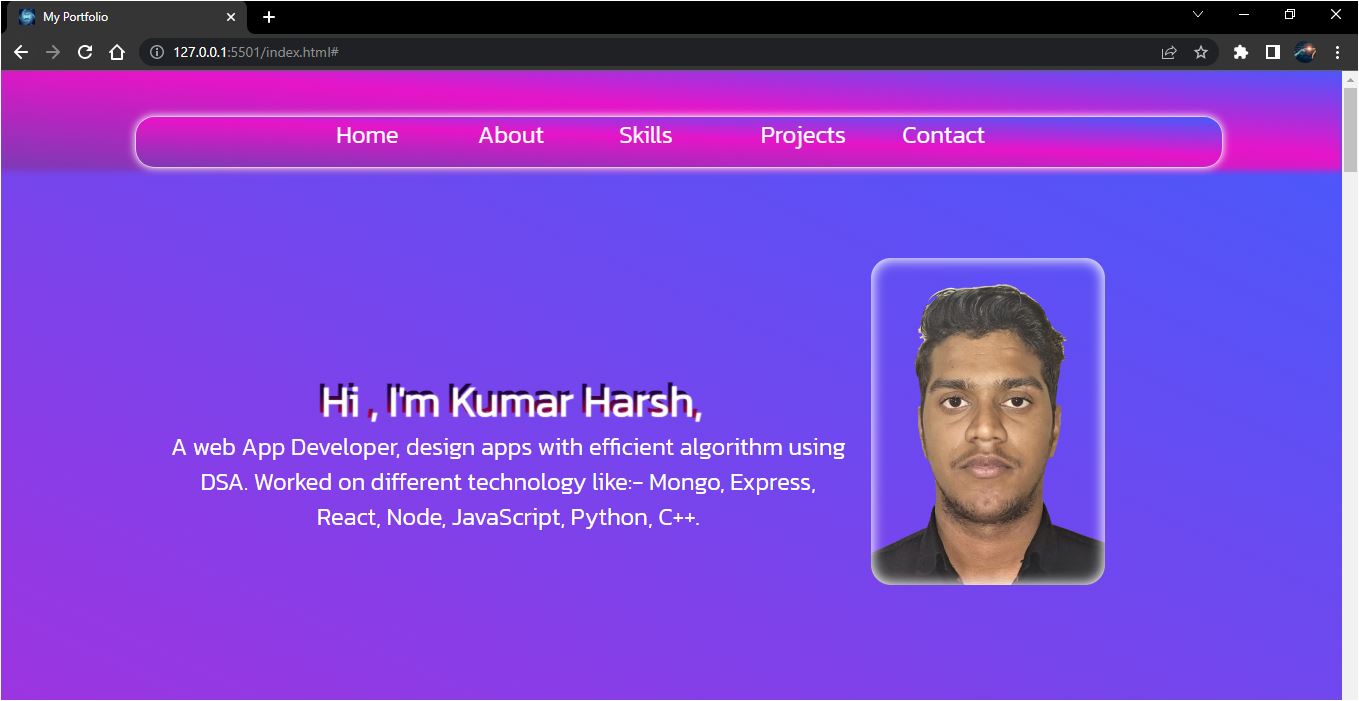 My Portfolio
127.0.0.1:5501/index.html#
Home About Skills Projects Contact
Hi , I'm Kumar Harsh,
A web App Developer, design apps with efficient algorithm using
DSA. Worked on different technology like:- Mongo, Express,
React, Node, JavaScript, Python, C++.